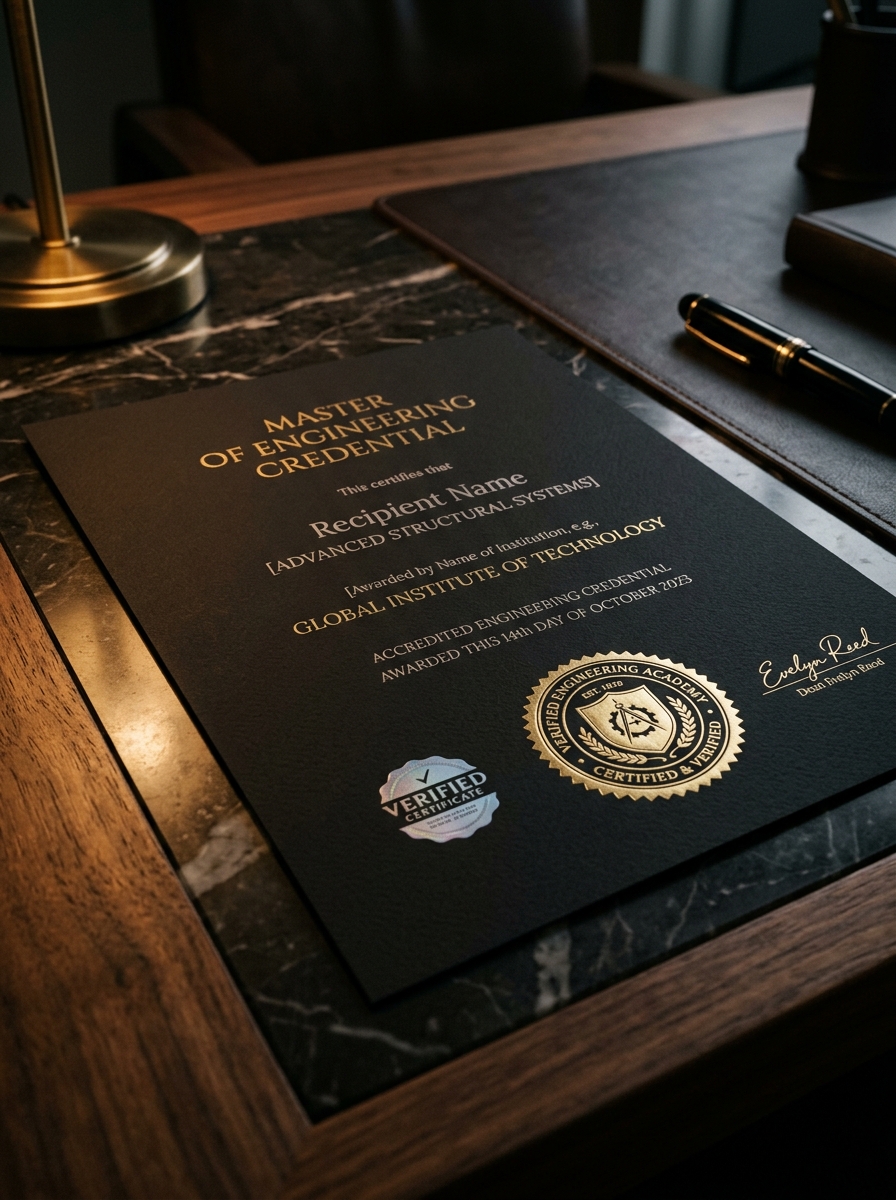 MASTER
OF ENGINEERING
CREDENTIAL
This certifies that
Recipient Name
[ADVANCED STRUCTURAL SYSTEMS]
[Awarded by Name of Institution, e.g.,
GLOBAL INSTITUTE OF TECHNOLOGY
ACCREDITED ENGINEERING CREDENTIAL
AWARDED THIS 14th DAY OF OCTOBER 2023
Evelyn Reed
Dean Evelyn Reed
VERIFIED ENGINEERING ACADEMY
EST. 1878
• CERTIFIED & VERIFIED •
VERIFIED
CERTIFICATE